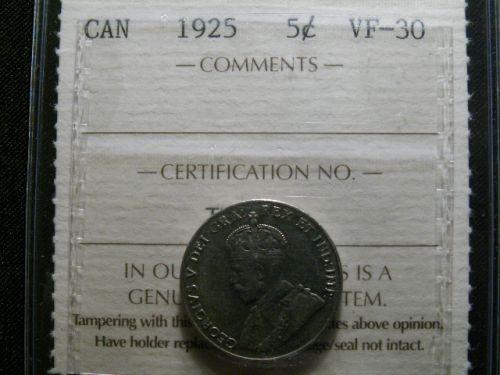 CAN 1925 5¢ VF-30
— COMMENTS —
— CERTIFICATION NO. —
GEORGIVS V DEI GRA: REX ET IND: IMP:
IN OU S IS A
GENU TEM.
Tampering with this tes above opinion.
Have holder repla ge/seal not intact.